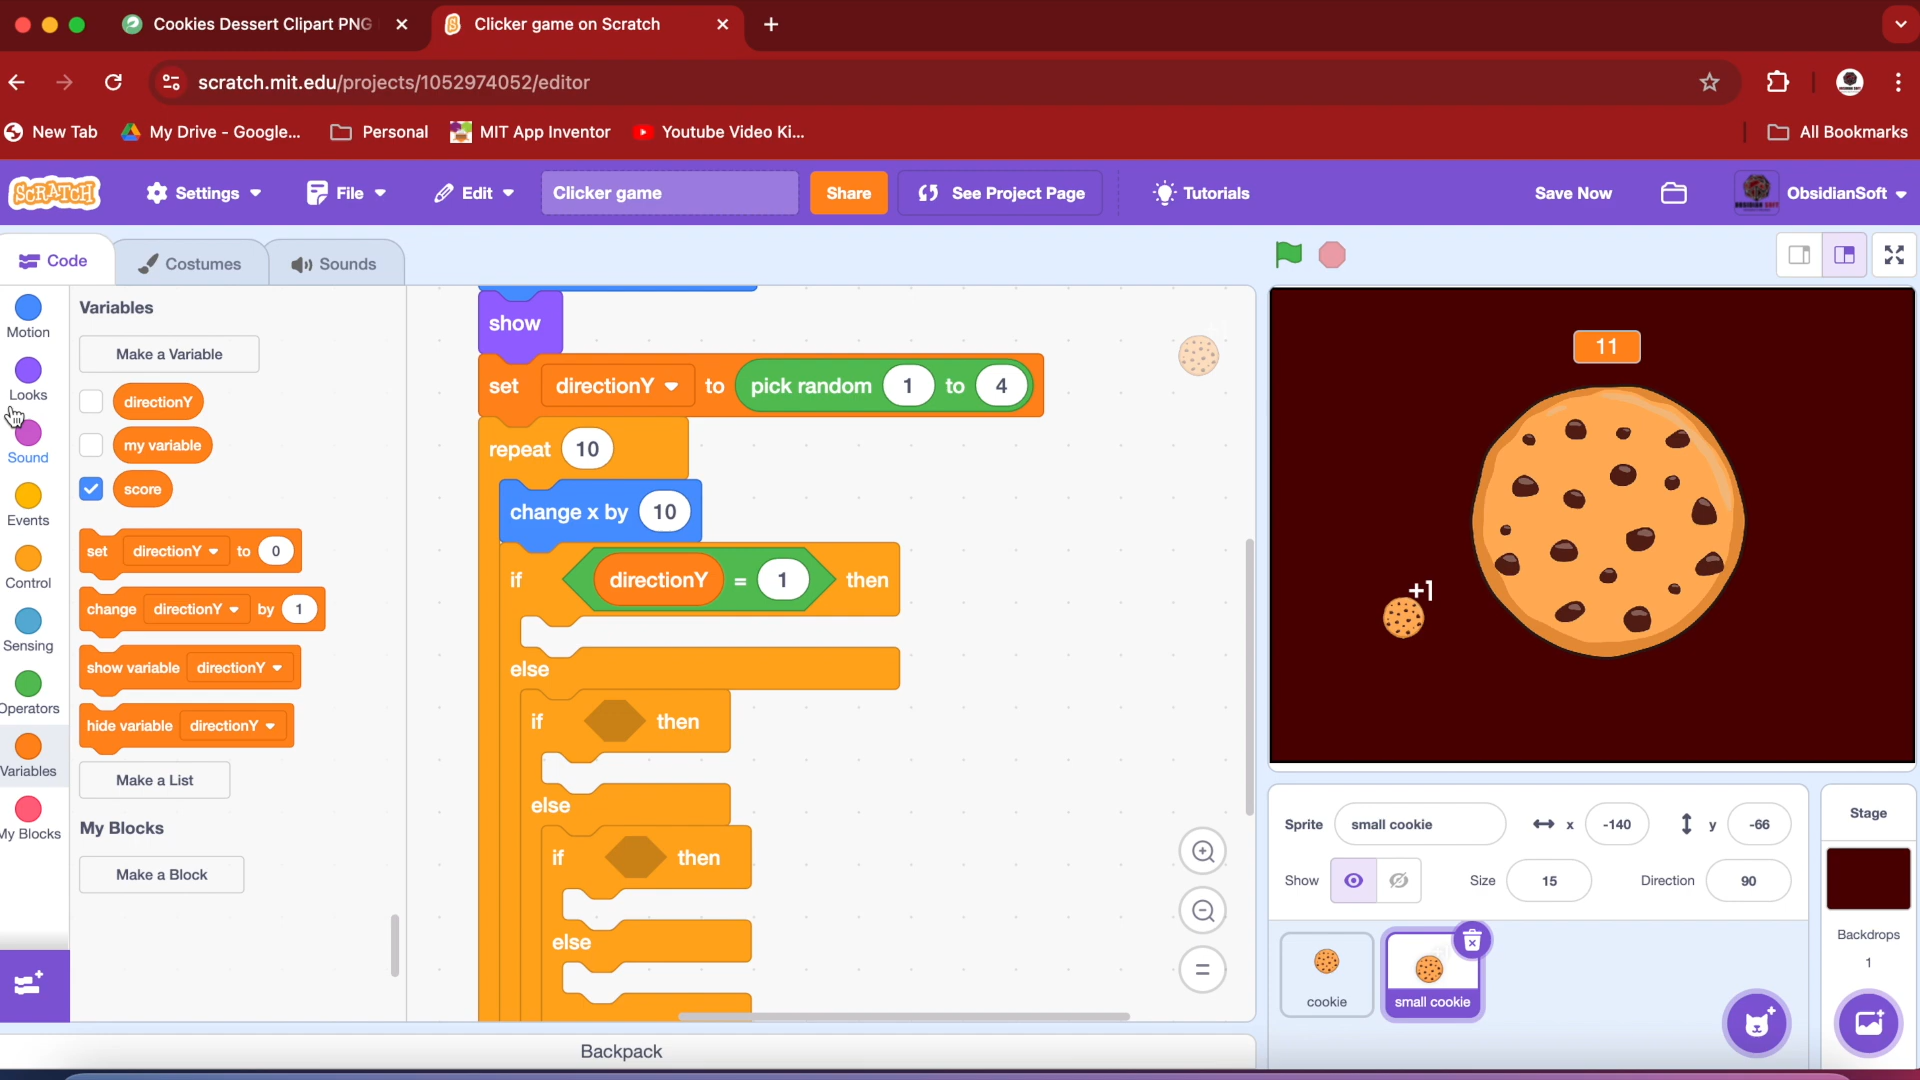 Cookies Dessert Clipart PNG
Clicker game on Scratch
scratch.mit.edu/projects/1052974052/editor
New Tab
My Drive - Google...
Personal
MIT App Inventor
Youtube Video Ki...
All Bookmarks
SCRATCH
Settings
File
Edit
Clicker game
Share
See Project Page
Tutorials
Save Now
ObsidianSoft
Code
Costumes
Sounds
Motion
Looks
Sound
Events
Control
Sensing
Operators
Variables
My Blocks
Variables
Make a Variable
directionY
my variable
score
set directionY to 0
change directionY by 1
show variable directionY
hide variable directionY
Make a List
My Blocks
Make a Block
show
set directionY to pick random 1 to 4
repeat 10
change x by 10
if directionY = 1 then
else
if then
else
if then
else
Backpack
11
+1
Sprite small cookie x -140 y -66
Show Size 15 Direction 90
cookie
small cookie
Stage
Backdrops
1